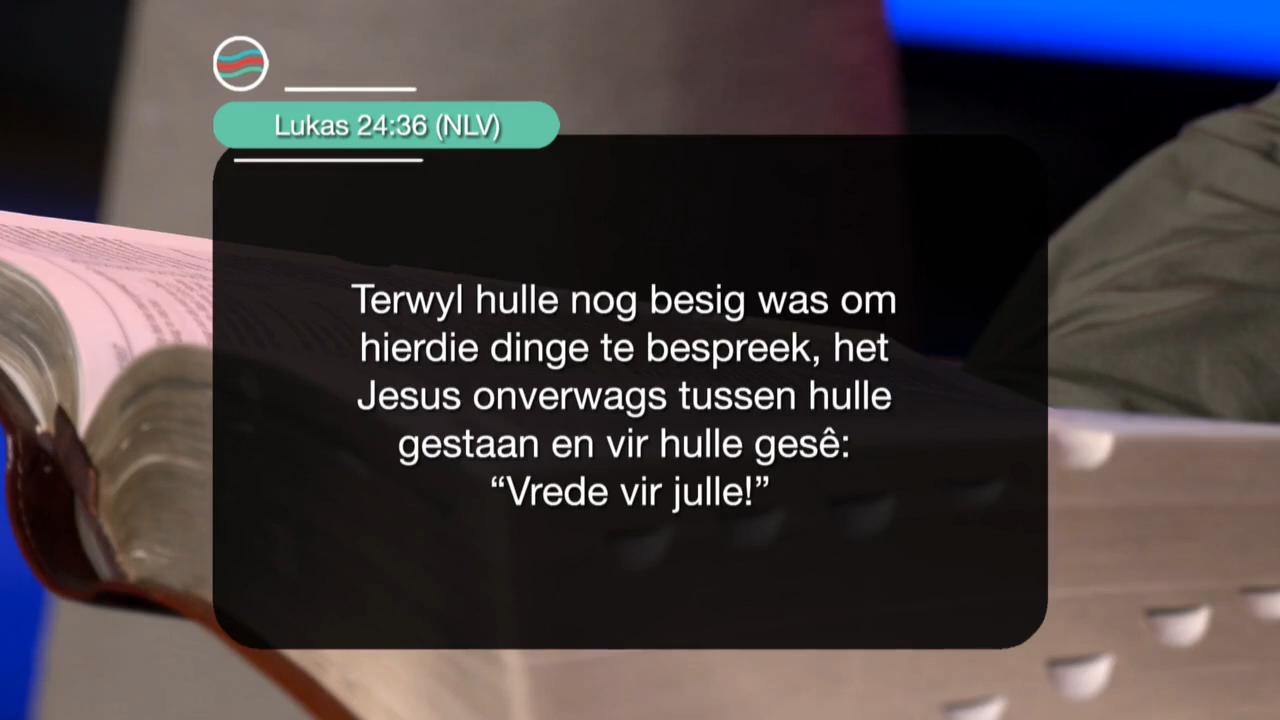 Lukas 24:36 (NLV)
Terwyl hulle nog besig was om
hierdie dinge te bespreek, het
Jesus onverwags tussen hulle
gestaan en vir hulle gesê:
“Vrede vir julle!”